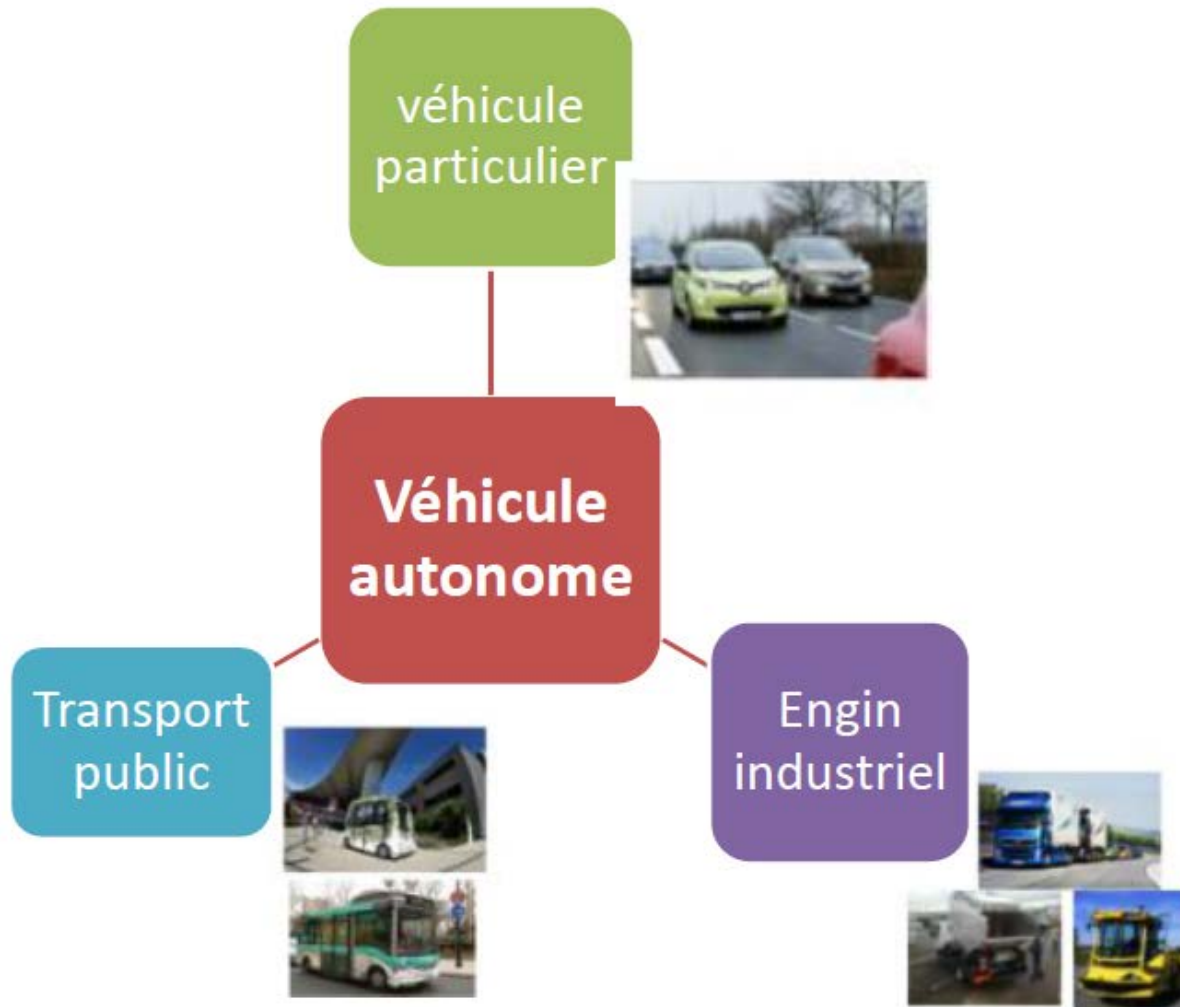 véhicule
particulier
Véhicule
autonome
Transport
public
Engin
industriel